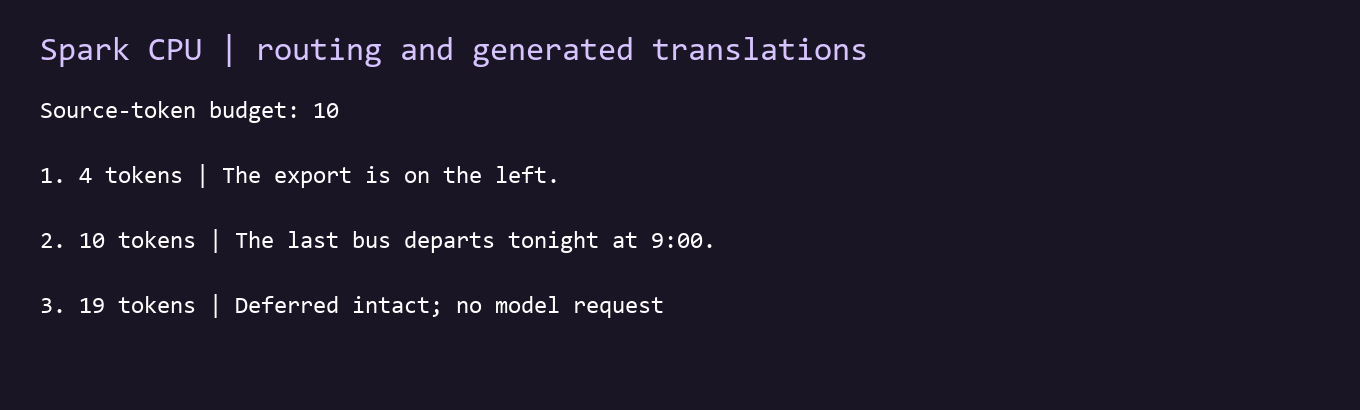 Spark CPU | routing and generated translations
Source-token budget: 10
1. 4 tokens | The export is on the left.
2. 10 tokens | The last bus departs tonight at 9:00.
3. 19 tokens | Deferred intact; no model request